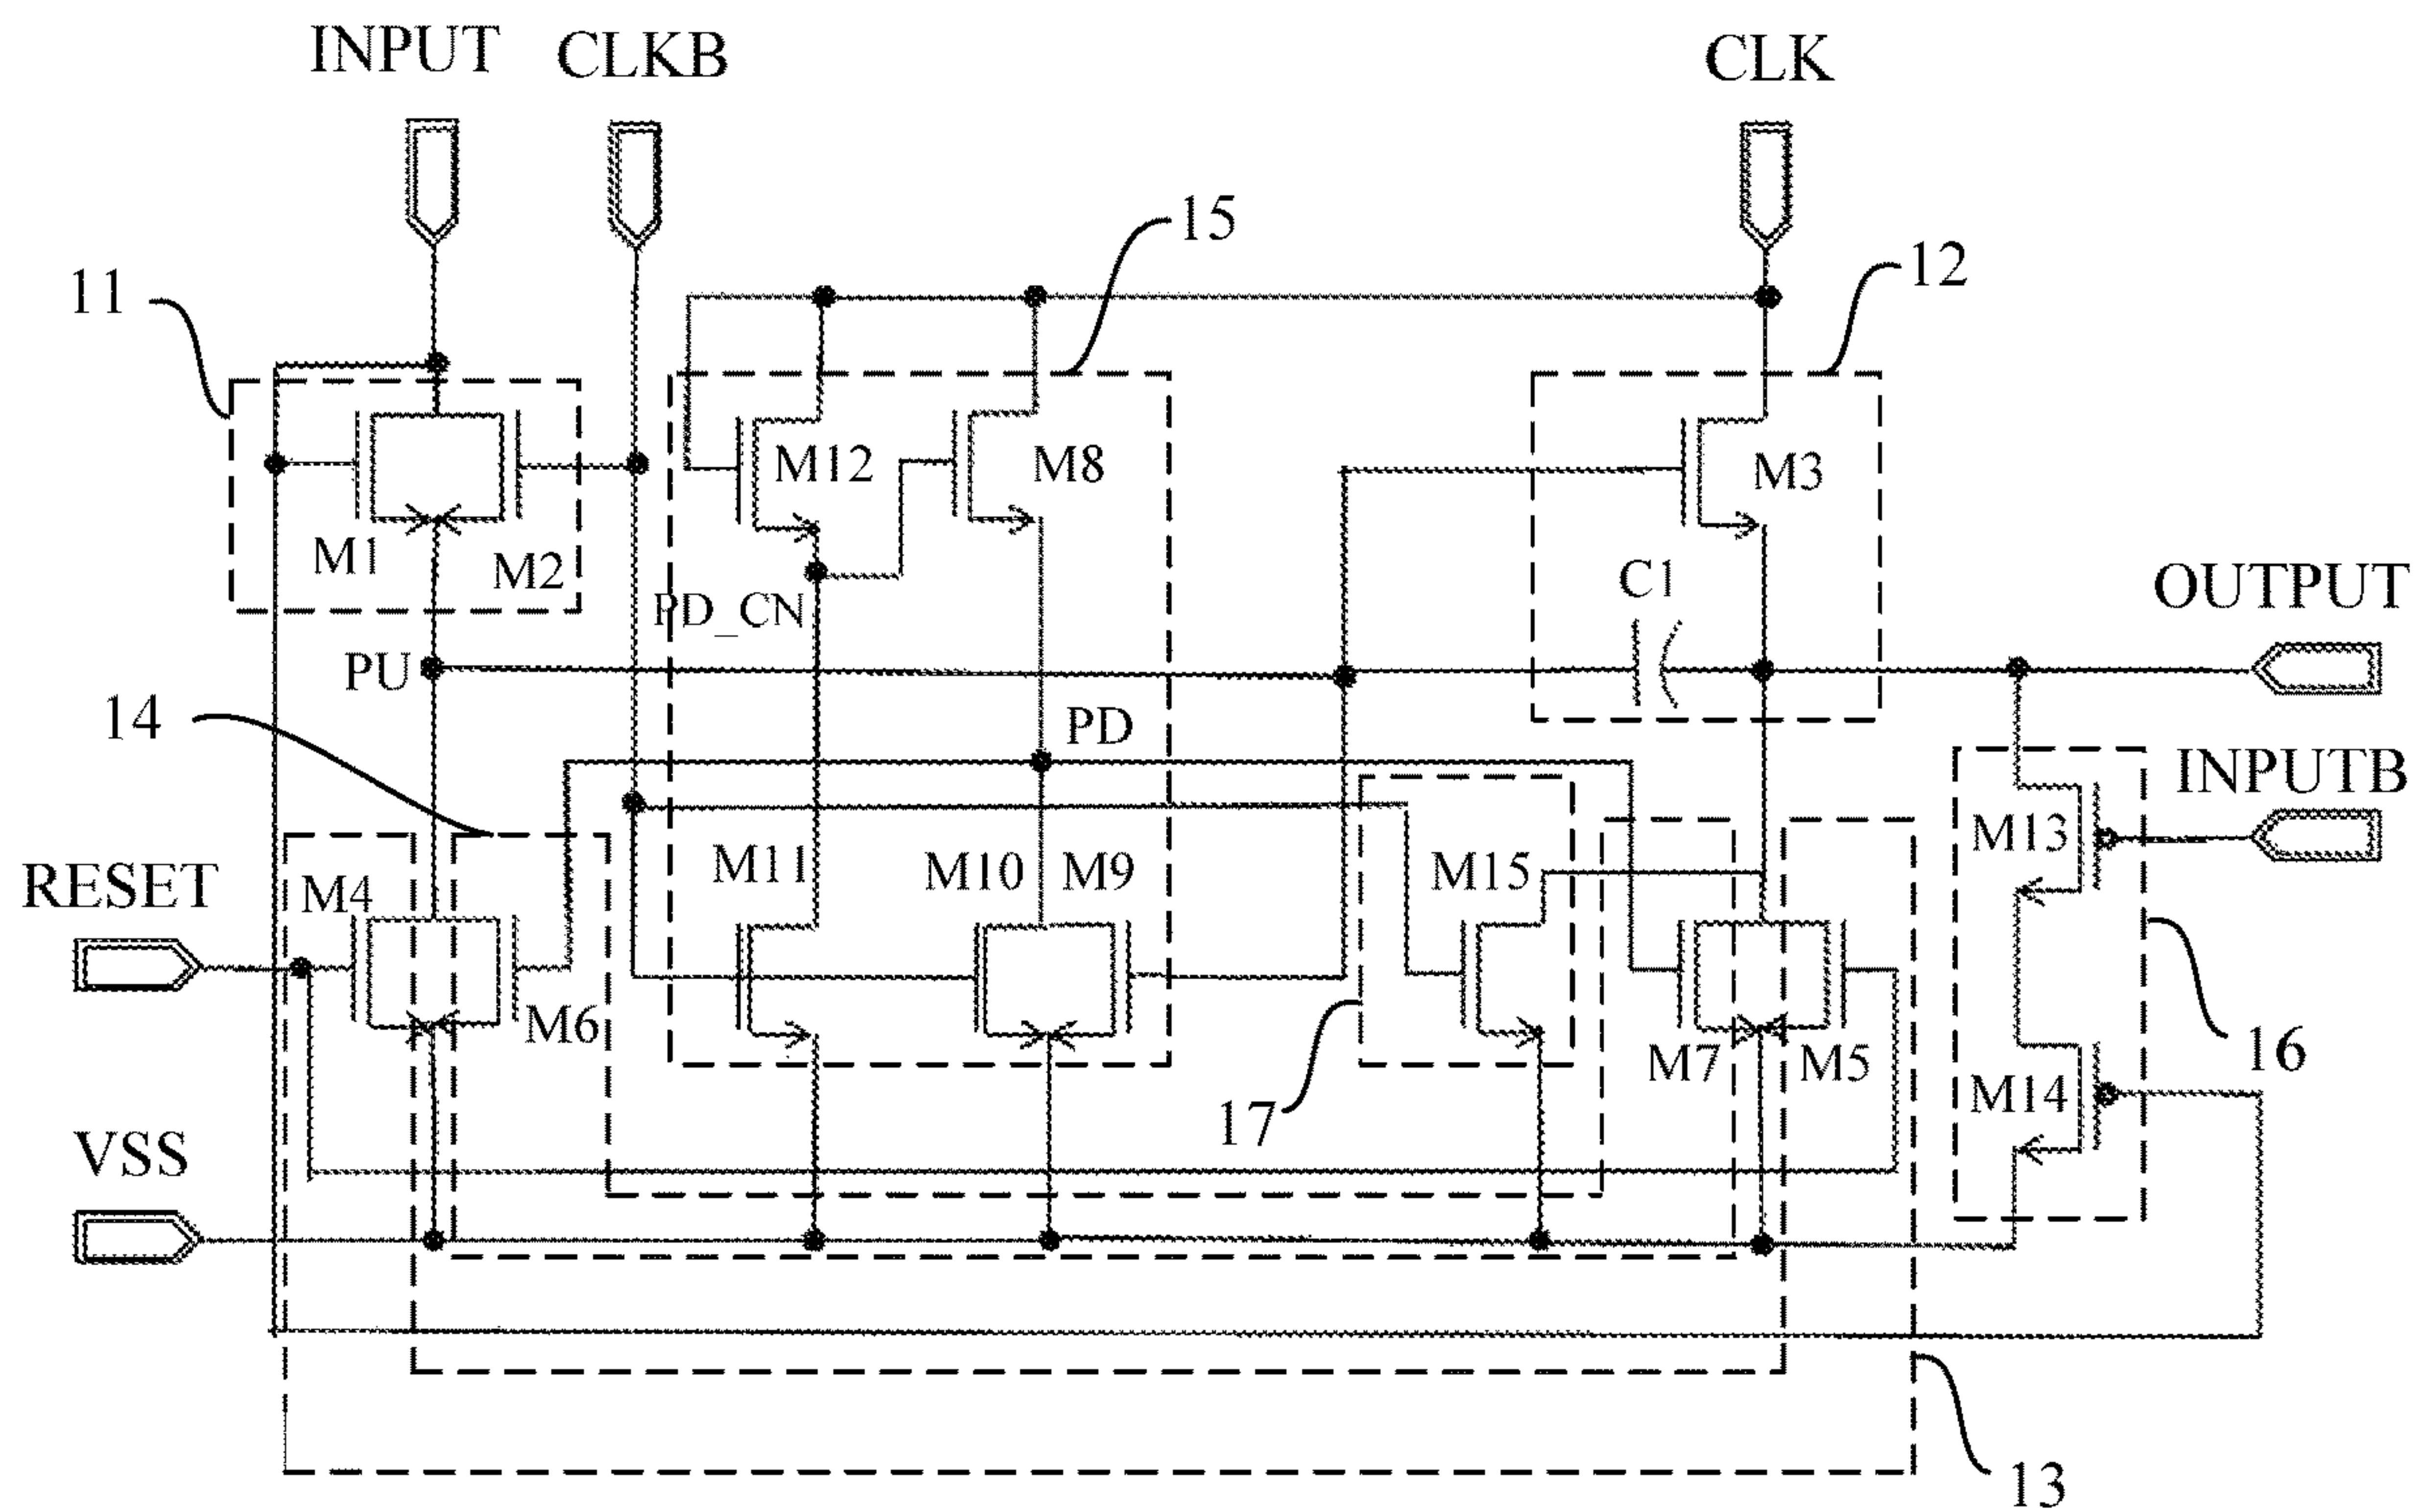 INPUT
CLKB
CLK
15
12
11
M12
M8
M3
M1
M2
C1
PD_CN
OUTPUT
PU
14
PD
INPUTB
M13
RESET
M4
M11
M10
M9
M15
M6
M7
M5
16
M14
17
VSS
13